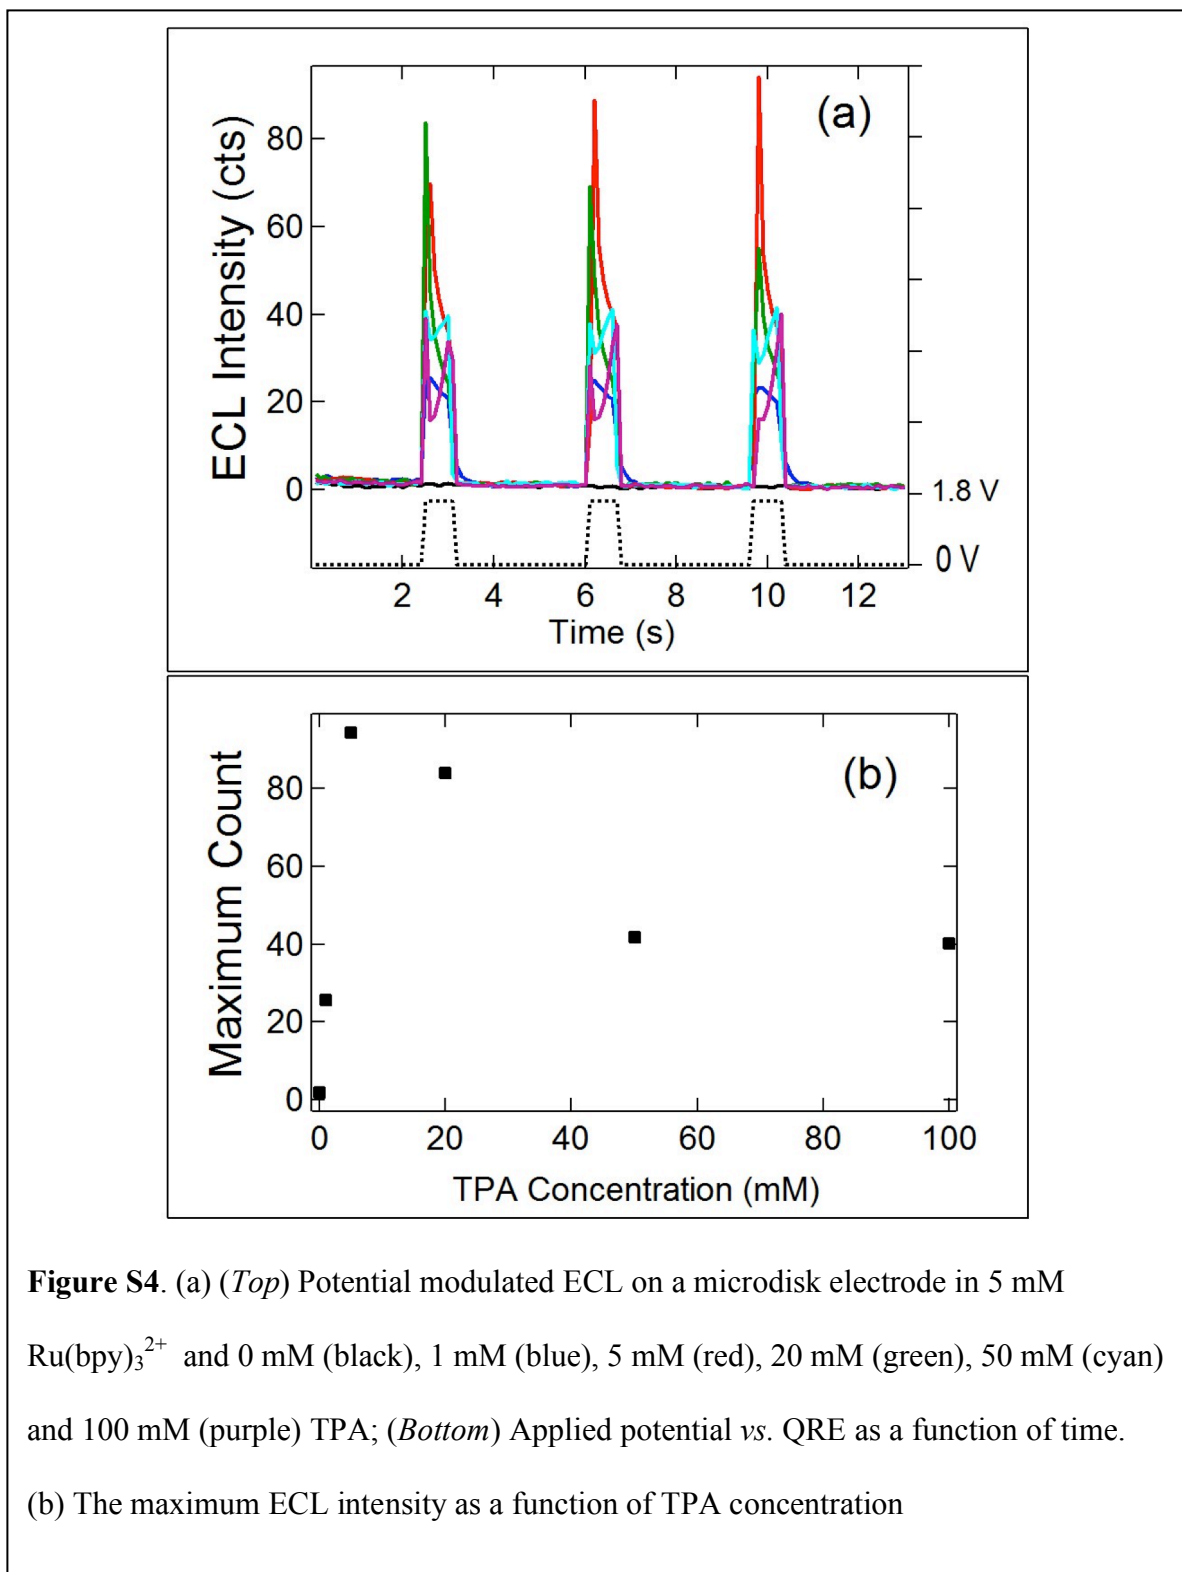 (a)
ECL Intensity (cts)
80
60
40
20
0
1.8 V
0 V
2 4 6 8 10 12
Time (s)
(b)
Maximum Count
80
60
40
20
0
0 20 40 60 80 100
TPA Concentration (mM)
Figure S4. (a) (Top) Potential modulated ECL on a microdisk electrode in 5 mM
Ru(bpy)₃²⁺ and 0 mM (black), 1 mM (blue), 5 mM (red), 20 mM (green), 50 mM (cyan)
and 100 mM (purple) TPA; (Bottom) Applied potential vs. QRE as a function of time.
(b) The maximum ECL intensity as a function of TPA concentration